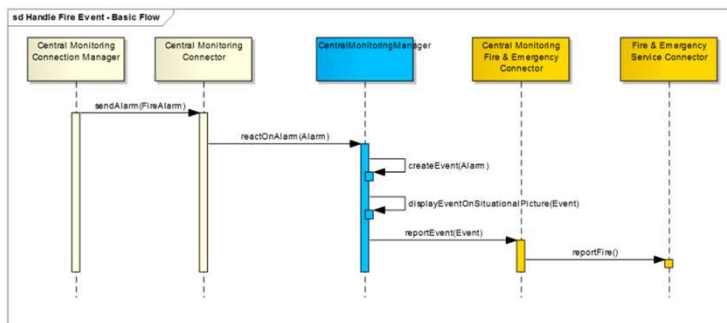 sd Handle Fire Event - Basic Flow
Central Monitoring
Connection Manager
Central Monitoring
Connector
CentralMonitoringManager
Central Monitoring
Fire & Emergency
Connector
Fire & Emergency
Service Connector
sendAlarm(FireAlarm)
reactOnAlarm(Alarm)
createEvent(Alarm)
displayEventOnSituationalPicture(Event)
reportEvent(Event)
reportFire()